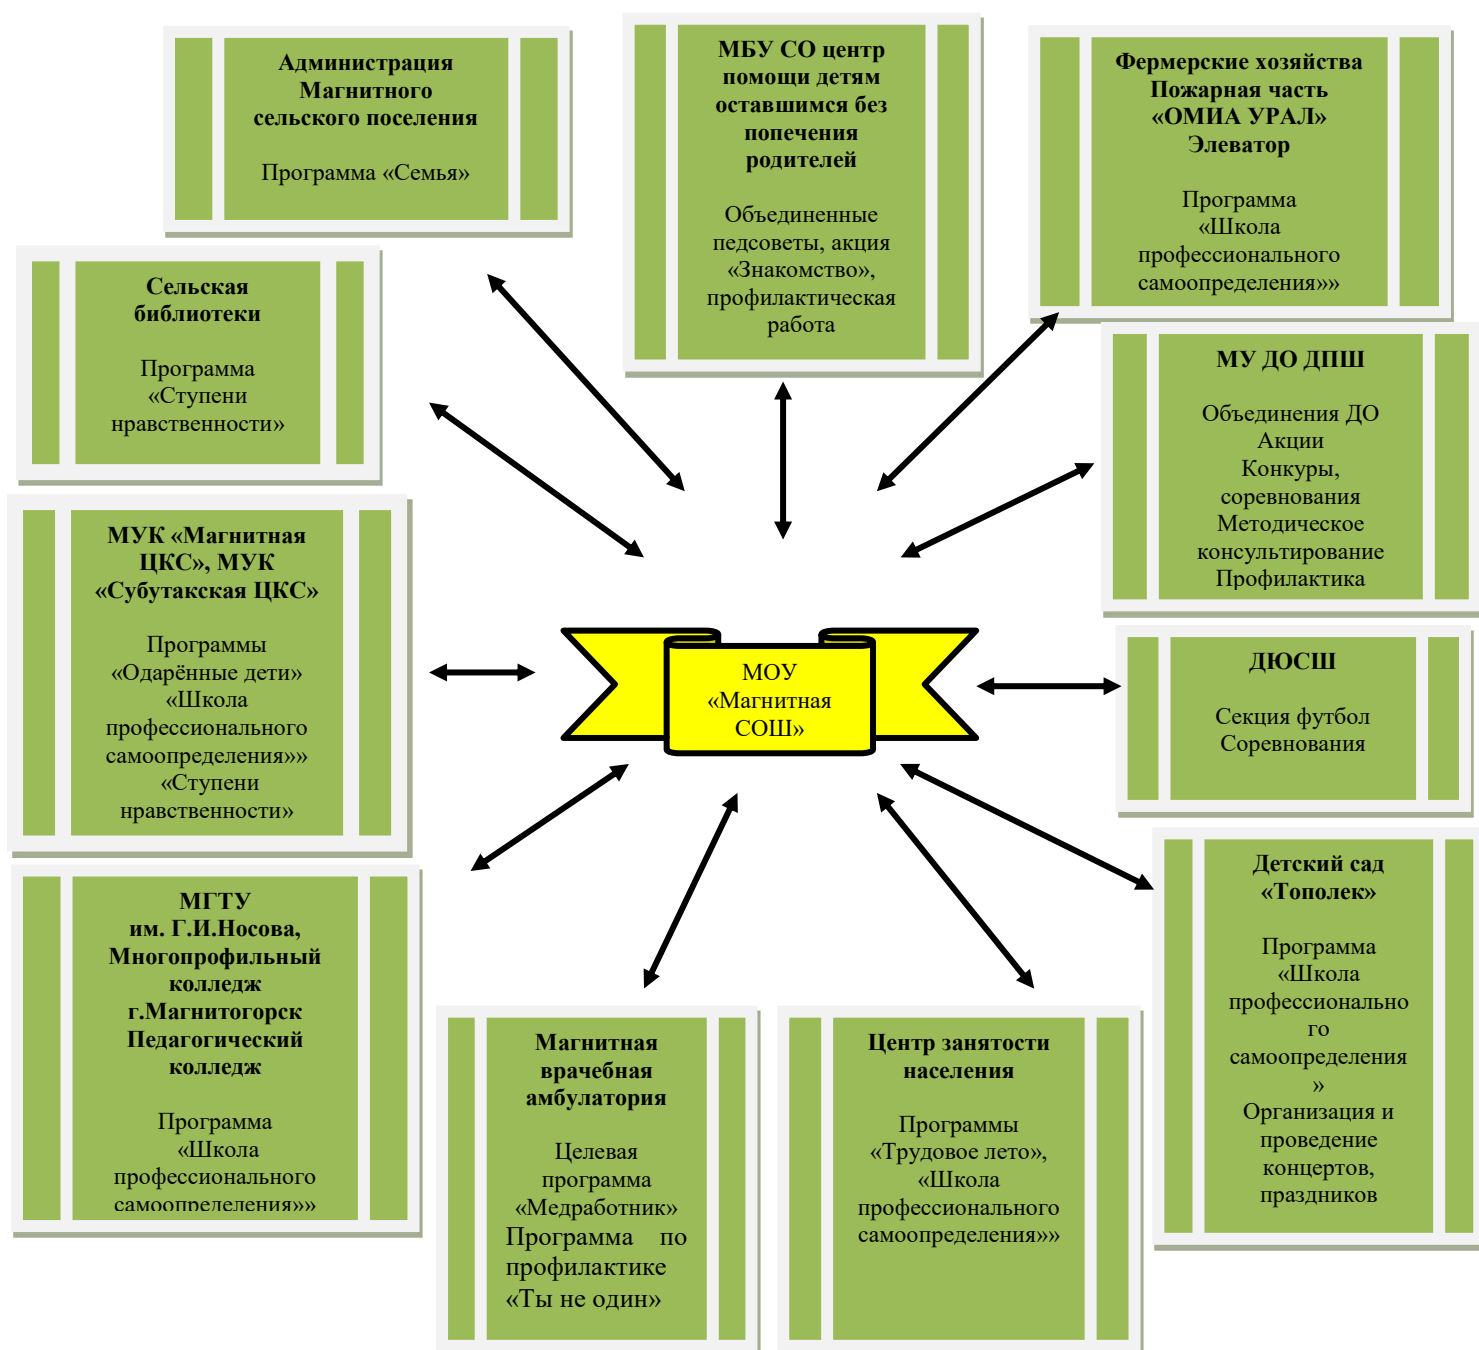 Администрация
Магнитного
сельского поселения
Программа «Семья»
МБУ СО центр
помощи детям
оставшимся без
попечения
родителей
Объединенные
педсоветы, акция
«Знакомство»,
профилактическая
работа
Фермерские хозяйства
Пожарная часть
«ОМИА УРАЛ»
Элеватор
Программа
«Школа
профессионального
самоопределения»»
Сельская
библиотеки
Программа
«Ступени
нравственности»
МУ ДО ДПШ
Объединения ДО
Акции
Конкуры,
соревнования
Методическое
консультирование
Профилактика
МУК «Магнитная
ЦКС», МУК
«Субутакская ЦКС»
Программы
«Одарённые дети»
«Школа
профессионального
самоопределения»»
«Ступени
нравственности»
МОУ
«Магнитная
СОШ»
ДЮСШ
Секция футбол
Соревнования
МГТУ
им. Г.И.Носова,
Многопрофильный
колледж
г.Магнитогорск
Педагогический
колледж
Программа
«Школа
профессионального
самоопределения»»
Магнитная
врачебная
амбулатория
Целевая
программа
«Медработник»
Программа по
профилактике
«Ты не один»
Центр занятости
населения
Программы
«Трудовое лето»,
«Школа
профессионального
самоопределения»»
Детский сад
«Тополек»
Программа
«Школа
профессионально
го
самоопределения
»
Организация и
проведение
концертов,
праздников